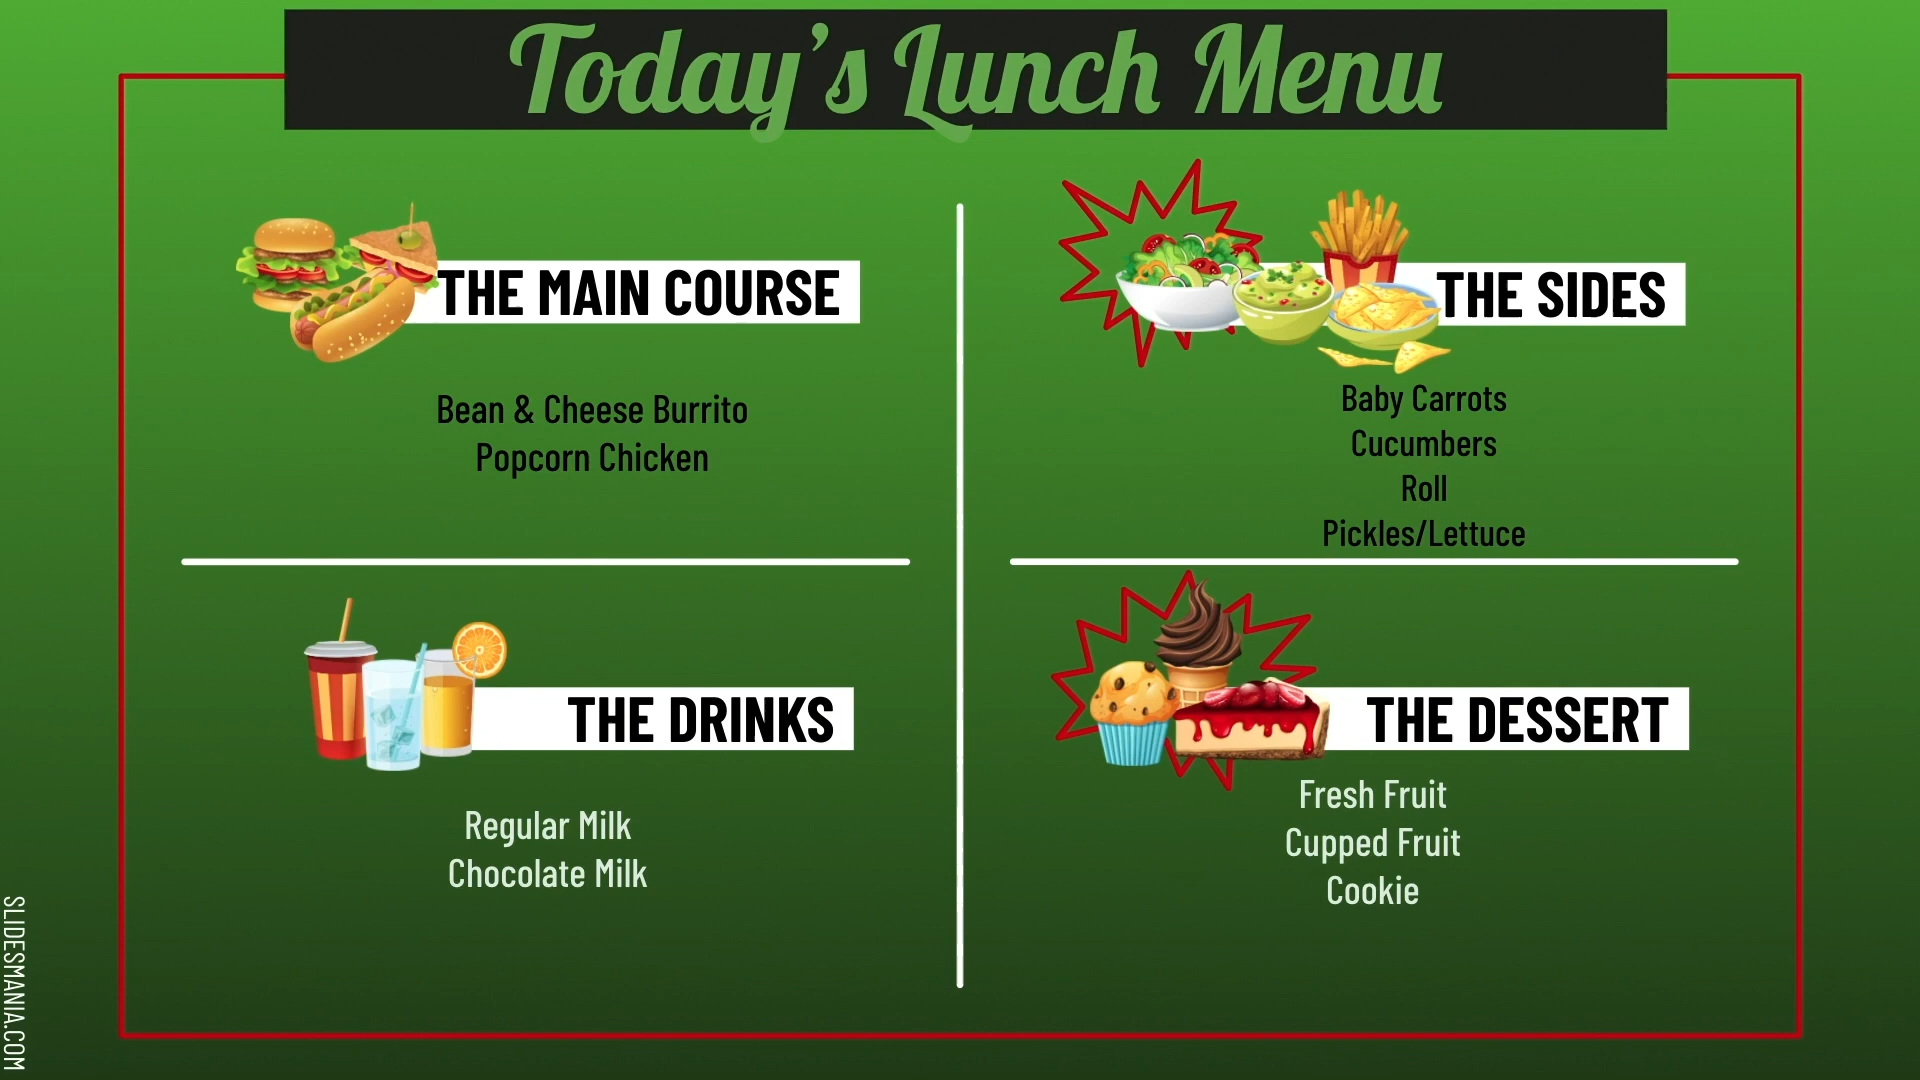 Today's Lunch Menu
THE MAIN COURSE
Bean & Cheese Burrito
Popcorn Chicken
THE SIDES
Baby Carrots
Cucumbers
Roll
Pickles/Lettuce
THE DRINKS
Regular Milk
Chocolate Milk
THE DESSERT
Fresh Fruit
Cupped Fruit
Cookie
SLIDESMANIA.COM